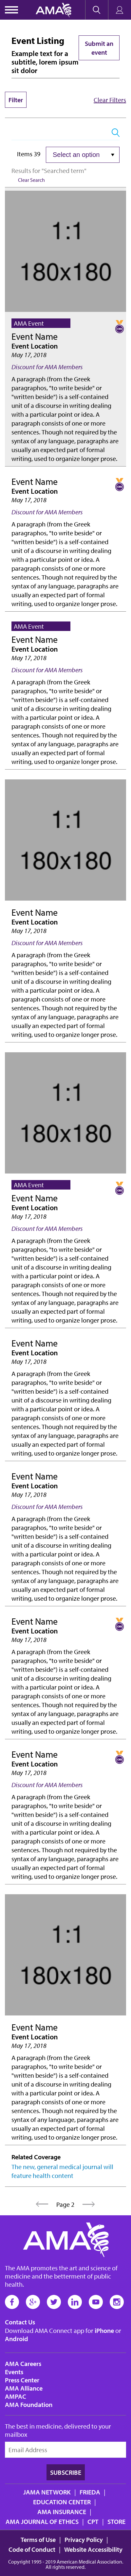 AMA
Event Listing
Example text for a
subtitle, lorem ipsum
sit dolor
Submit an
event
Filter
Clear Filters
Items 39
Select an option
Results for "Searched term"
Clear Search
1:1
180x180
AMA Event
Event Name
Event Location
May 17, 2018
Discount for AMA Members
A paragraph (from the Greek
paragraphos, "to write beside" or
"written beside") is a self-contained
unit of a discourse in writing dealing
with a particular point or idea. A
paragraph consists of one or more
sentences. Though not required by the
syntax of any language, paragraphs are
usually an expected part of formal
writing, used to organize longer prose.
Event Name
Event Location
May 17, 2018
Discount for AMA Members
A paragraph (from the Greek
paragraphos, "to write beside" or
"written beside") is a self-contained
unit of a discourse in writing dealing
with a particular point or idea. A
paragraph consists of one or more
sentences. Though not required by the
syntax of any language, paragraphs are
usually an expected part of formal
writing, used to organize longer prose.
AMA Event
Event Name
Event Location
May 17, 2018
Discount for AMA Members
A paragraph (from the Greek
paragraphos, "to write beside" or
"written beside") is a self-contained
unit of a discourse in writing dealing
with a particular point or idea. A
paragraph consists of one or more
sentences. Though not required by the
syntax of any language, paragraphs are
usually an expected part of formal
writing, used to organize longer prose.
1:1
180x180
Event Name
Event Location
May 17, 2018
Discount for AMA Members
A paragraph (from the Greek
paragraphos, "to write beside" or
"written beside") is a self-contained
unit of a discourse in writing dealing
with a particular point or idea. A
paragraph consists of one or more
sentences. Though not required by the
syntax of any language, paragraphs are
usually an expected part of formal
writing, used to organize longer prose.
1:1
180x180
AMA Event
Event Name
Event Location
May 17, 2018
Discount for AMA Members
A paragraph (from the Greek
paragraphos, "to write beside" or
"written beside") is a self-contained
unit of a discourse in writing dealing
with a particular point or idea. A
paragraph consists of one or more
sentences. Though not required by the
syntax of any language, paragraphs are
usually an expected part of formal
writing, used to organize longer prose.
Event Name
Event Location
May 17, 2018
A paragraph (from the Greek
paragraphos, "to write beside" or
"written beside") is a self-contained
unit of a discourse in writing dealing
with a particular point or idea. A
paragraph consists of one or more
sentences. Though not required by the
syntax of any language, paragraphs are
usually an expected part of formal
writing, used to organize longer prose.
Event Name
Event Location
May 17, 2018
Discount for AMA Members
A paragraph (from the Greek
paragraphos, "to write beside" or
"written beside") is a self-contained
unit of a discourse in writing dealing
with a particular point or idea. A
paragraph consists of one or more
sentences. Though not required by the
syntax of any language, paragraphs are
usually an expected part of formal
writing, used to organize longer prose.
Event Name
Event Location
May 17, 2018
A paragraph (from the Greek
paragraphos, "to write beside" or
"written beside") is a self-contained
unit of a discourse in writing dealing
with a particular point or idea. A
paragraph consists of one or more
sentences. Though not required by the
syntax of any language, paragraphs are
usually an expected part of formal
writing, used to organize longer prose.
Event Name
Event Location
May 17, 2018
Discount for AMA Members
A paragraph (from the Greek
paragraphos, "to write beside" or
"written beside") is a self-contained
unit of a discourse in writing dealing
with a particular point or idea. A
paragraph consists of one or more
sentences. Though not required by the
syntax of any language, paragraphs are
usually an expected part of formal
writing, used to organize longer prose.
1:1
180x180
Event Name
Event Location
May 17, 2018
A paragraph (from the Greek
paragraphos, "to write beside" or
"written beside") is a self-contained
unit of a discourse in writing dealing
with a particular point or idea. A
paragraph consists of one or more
sentences. Though not required by the
syntax of any language, paragraphs are
usually an expected part of formal
writing, used to organize longer prose.
Related Coverage
The new, general medical journal will
feature health content
Page 2
AMA
The AMA promotes the art and science of
medicine and the betterment of public
health.
Contact Us
Download AMA Connect app for iPhone or
Android
AMA Careers
Events
Press Center
AMA Alliance
AMPAC
AMA Foundation
The best in medicine, delivered to your
mailbox
Email Address
SUBSCRIBE
JAMA NETWORK | FRIEDA |
EDUCATION CENTER |
AMA INSURANCE |
AMA JOURNAL OF ETHICS | CPT | STORE
Terms of Use | Privacy Policy |
Code of Conduct | Website Accessibility
Copyright 1995 - 2019 American Medical Association.
All rights reserved.